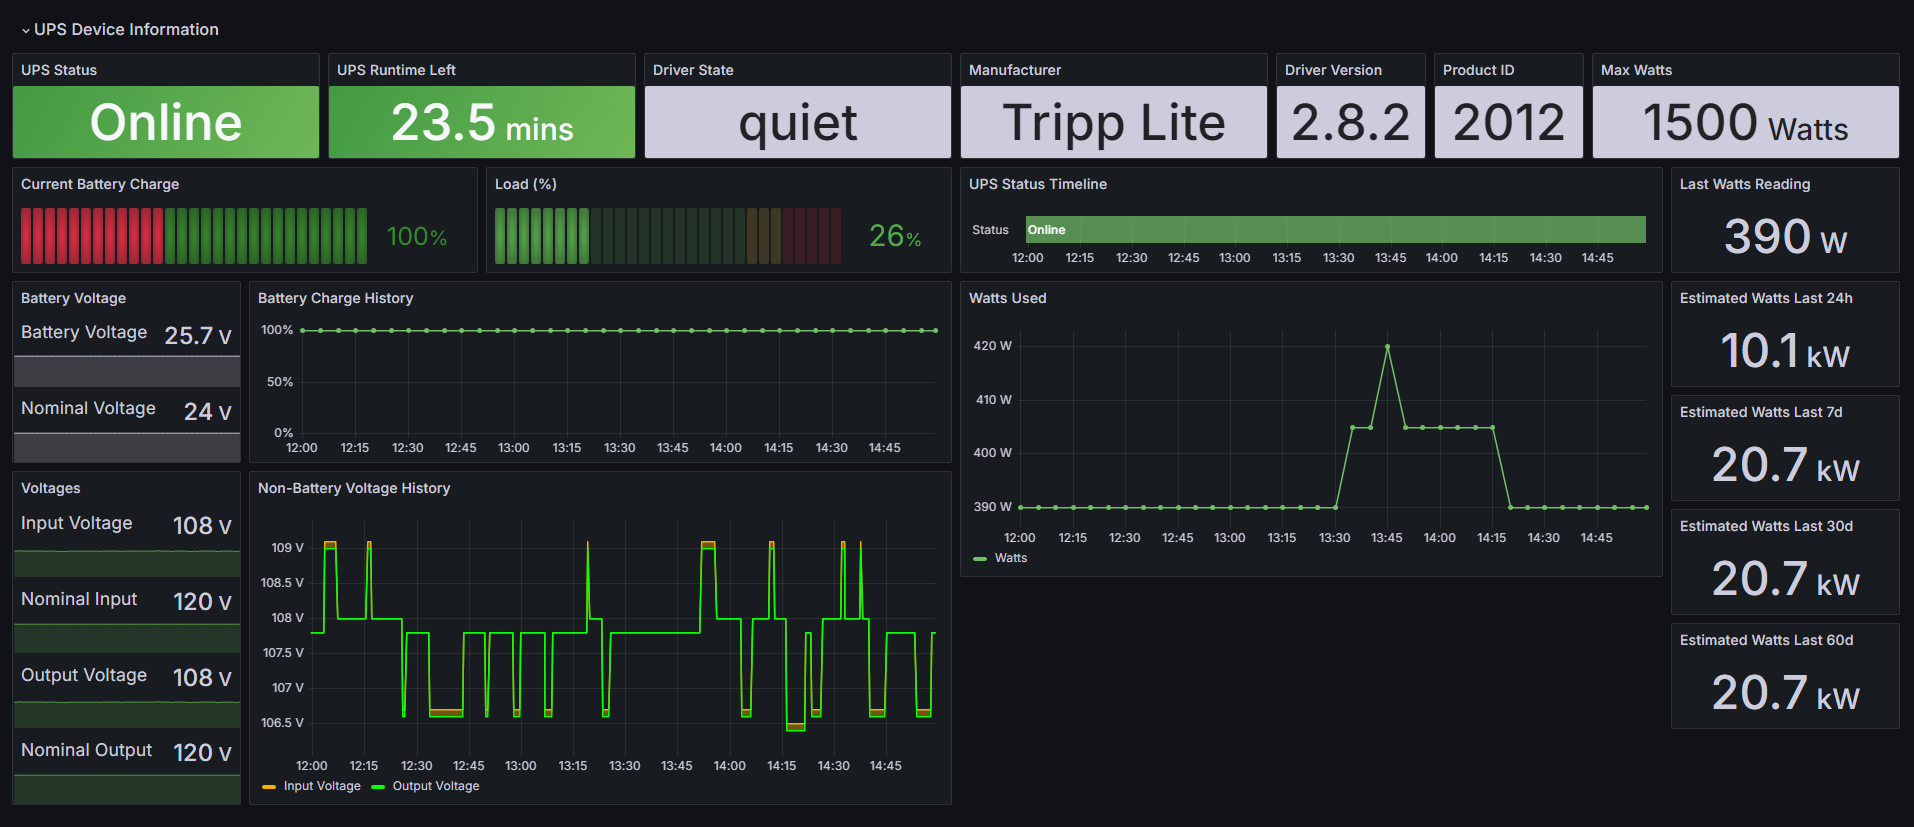 UPS Device Information
UPS Status
Online
UPS Runtime Left
23.5 mins
Driver State
quiet
Manufacturer
Tripp Lite
Driver Version
2.8.2
Product ID
2012
Max Watts
1500 Watts
Current Battery Charge
100%
Load (%)
26%
UPS Status Timeline
Status
Online
12:00 12:15 12:30 12:45 13:00 13:15 13:30 13:45 14:00 14:15 14:30 14:45
Last Watts Reading
390 W
Battery Voltage
Battery Voltage 25.7 V
Nominal Voltage 24 V
Battery Charge History
100%
50%
0%
12:00 12:15 12:30 12:45 13:00 13:15 13:30 13:45 14:00 14:15 14:30 14:45
Watts Used
420 W
410 W
400 W
390 W
12:00 12:15 12:30 12:45 13:00 13:15 13:30 13:45 14:00 14:15 14:30 14:45
Watts
Estimated Watts Last 24h
10.1 kW
Estimated Watts Last 7d
20.7 kW
Estimated Watts Last 30d
20.7 kW
Estimated Watts Last 60d
20.7 kW
Voltages
Input Voltage 108 V
Nominal Input 120 V
Output Voltage 108 V
Nominal Output 120 V
Non-Battery Voltage History
109 V
108.5 V
108 V
107.5 V
107 V
106.5 V
12:00 12:15 12:30 12:45 13:00 13:15 13:30 13:45 14:00 14:15 14:30 14:45
Input Voltage Output Voltage